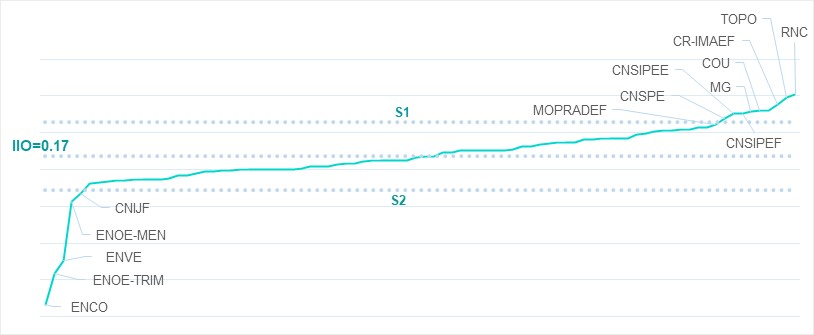 TOPO
RNC
CR-IMAEF
COU
CNSIPEE
MG
CNSPE
MOPRADEF
S1
CNSIPEF
IIO=0.17
S2
CNIJF
ENOE-MEN
ENVE
ENOE-TRIM
ENCO